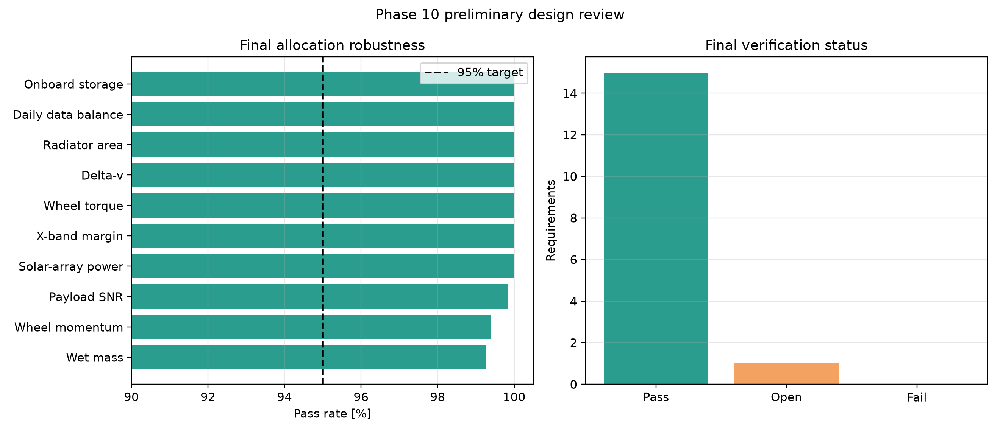 Phase 10 preliminary design review
Final allocation robustness
95% target
Onboard storage
Daily data balance
Radiator area
Delta-v
Wheel torque
X-band margin
Solar-array power
Payload SNR
Wheel momentum
Wet mass
90 92 94 96 98 100
Pass rate [%]
Final verification status
Requirements
14
12
10
8
6
4
2
0
Pass Open Fail